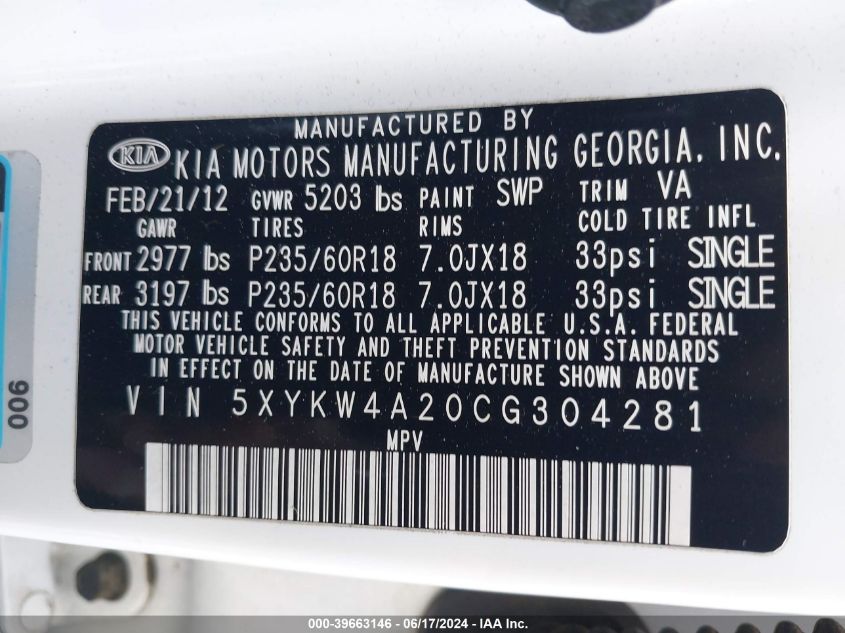 MANUFACTURED BY
KIA KIA MOTORS MANUFACTURING GEORGIA, INC.
FEB/21/12 GVWR 5203 lbs PAINT SWP TRIM VA
GAWR TIRES RIMS COLD TIRE INFL
FRONT 2977 lbs P235/60R18 7.0JX18 33psi SINGLE
REAR 3197 lbs P235/60R18 7.0JX18 33psi SINGLE
THIS VEHICLE CONFORMS TO ALL APPLICABLE U.S.A. FEDERAL
MOTOR VEHICLE SAFETY AND THEFT PREVENTION STANDARDS
IN EFFECT ON THE DATE OF MANUFACTURE SHOWN ABOVE
VIN 5XYKW4A20CG304281
MPV
006
000-39663146 - 06/17/2024 - IAA Inc.